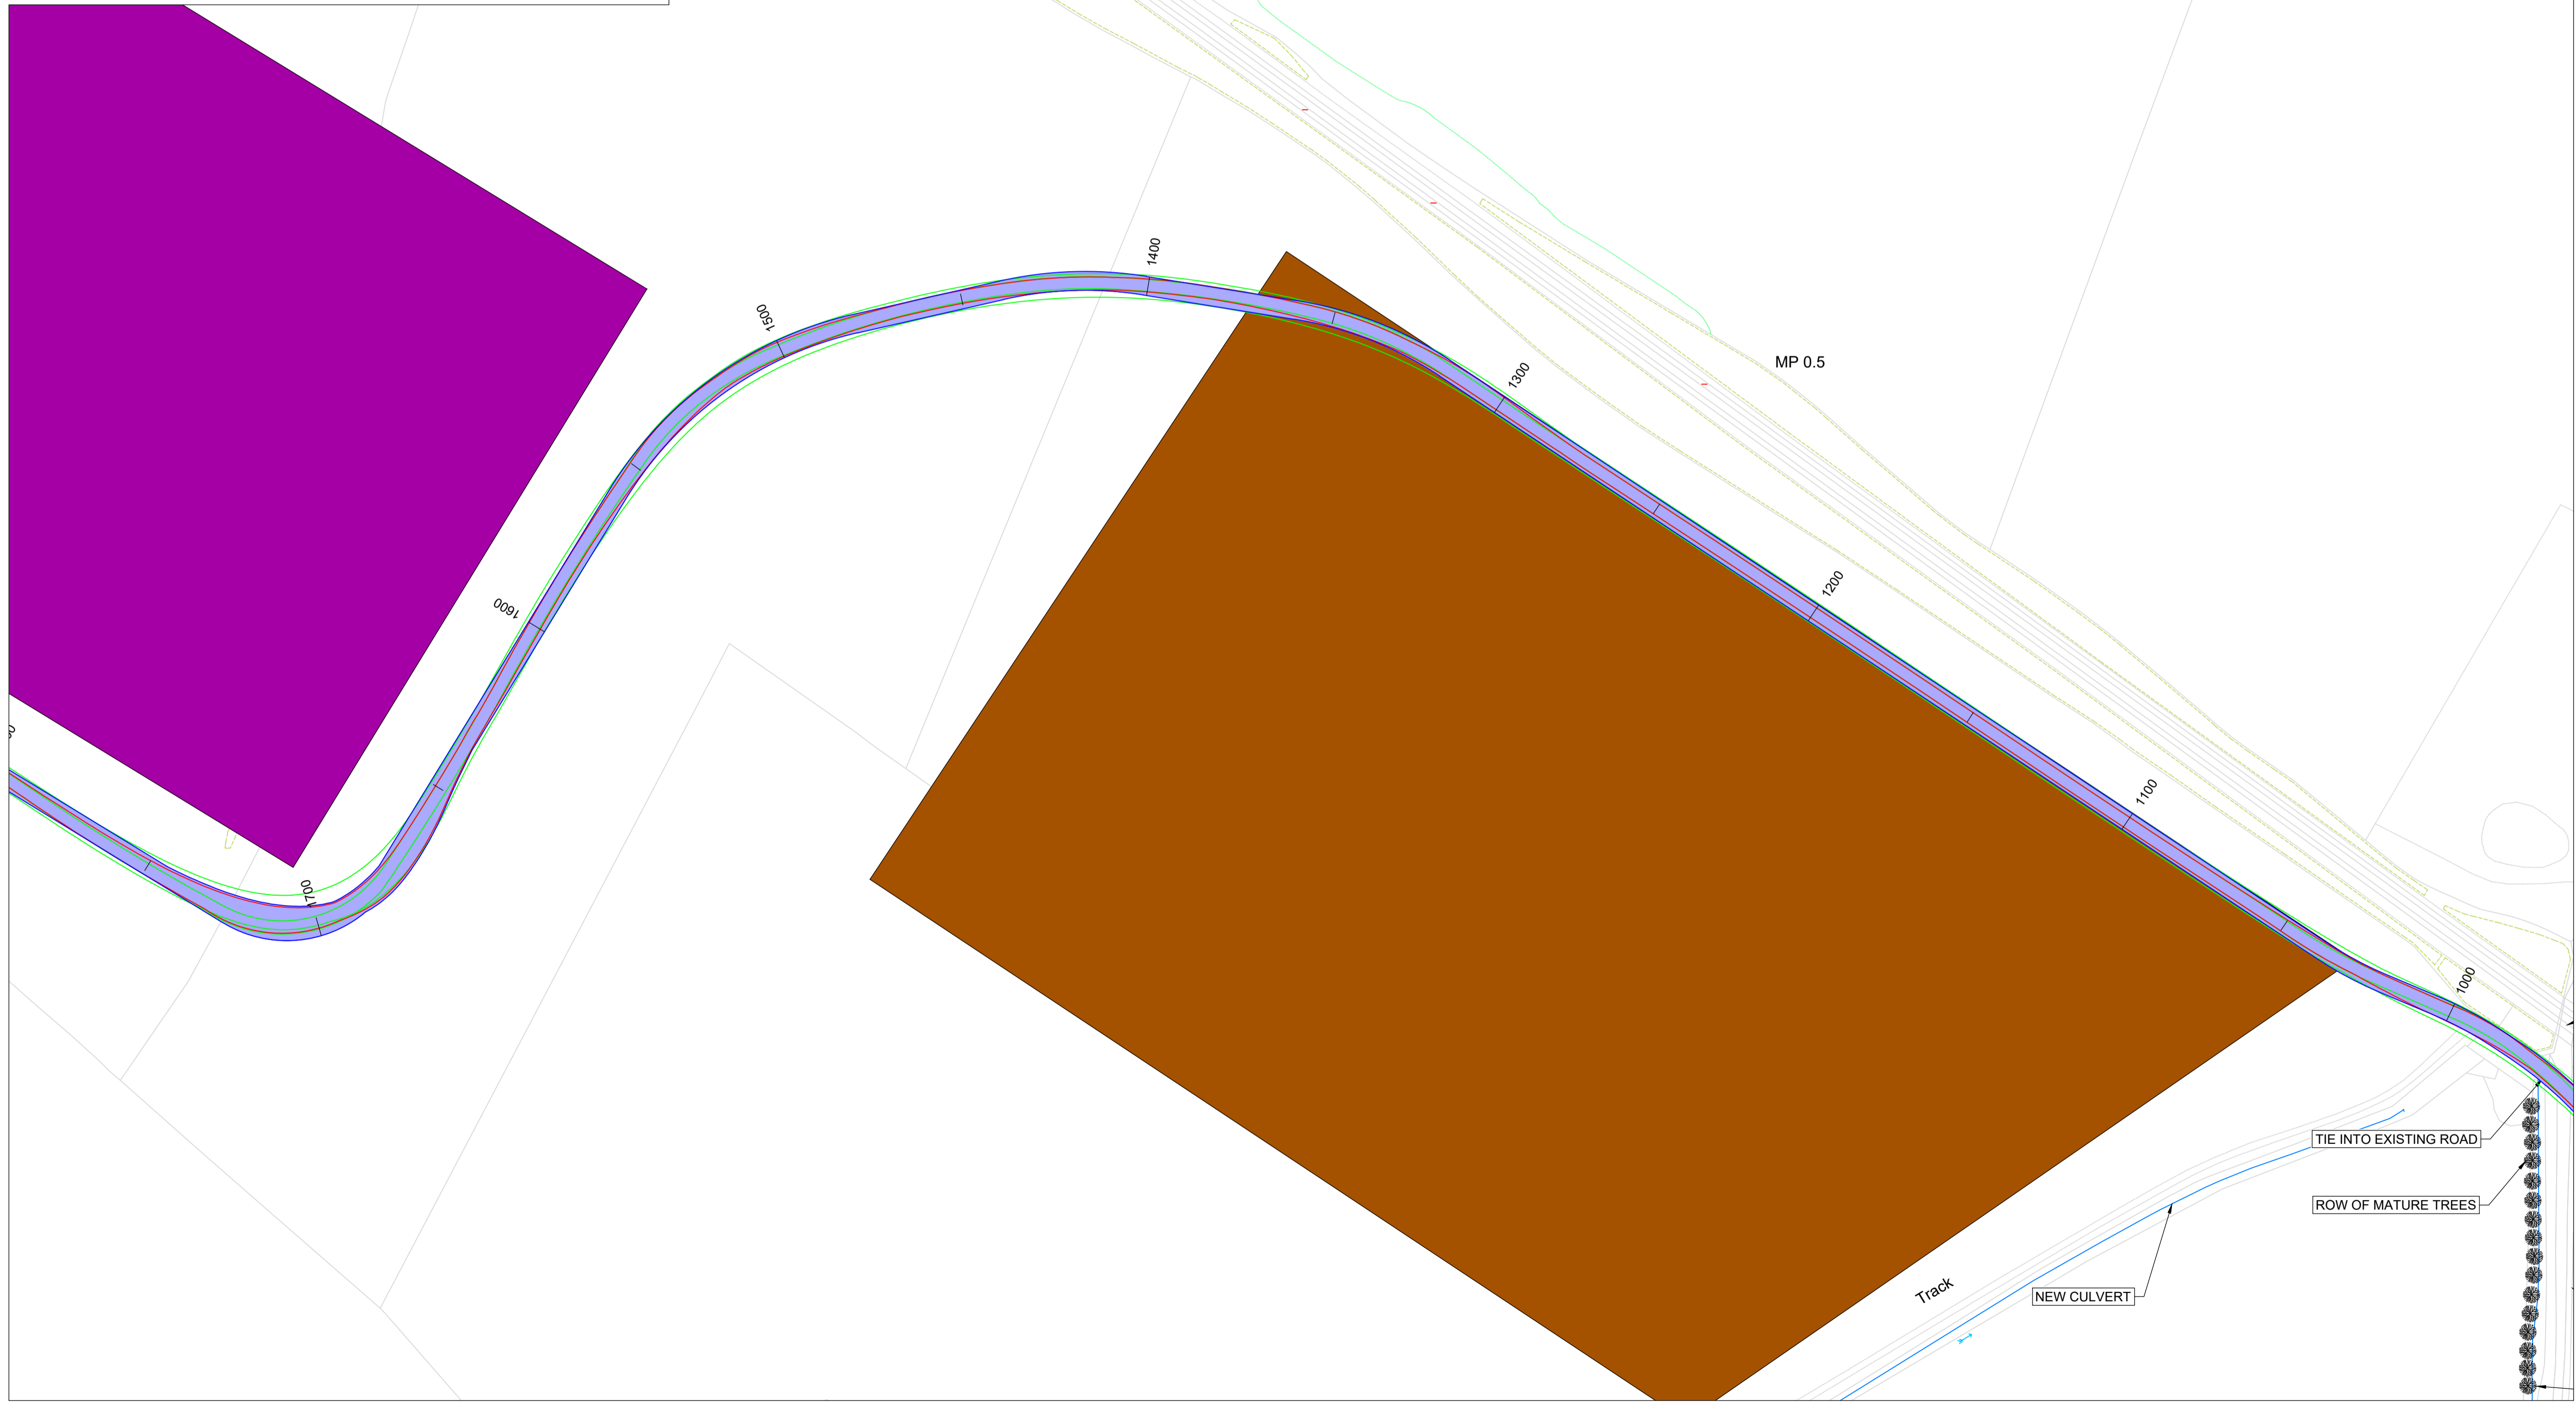 1400
1500
MP 0.5
1300
1200
1600
1100
1700
1000
TIE INTO EXISTING ROAD
ROW OF MATURE TREES
Track
NEW CULVERT